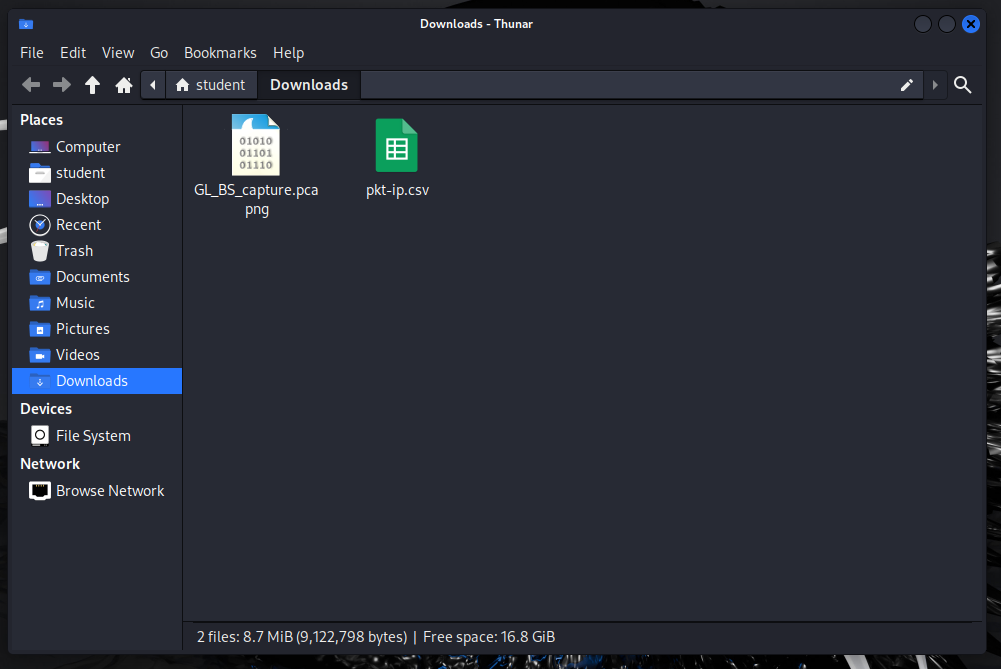 Downloads - Thunar
File Edit View Go Bookmarks Help
student Downloads
Places
Computer
student
Desktop
Recent
Trash
Documents
Music
Pictures
Videos
Downloads
Devices
File System
Network
Browse Network
01010
01101
01110
GL_BS_capture.pca
png
pkt-ip.csv
2 files: 8.7 MiB (9,122,798 bytes) | Free space: 16.8 GiB